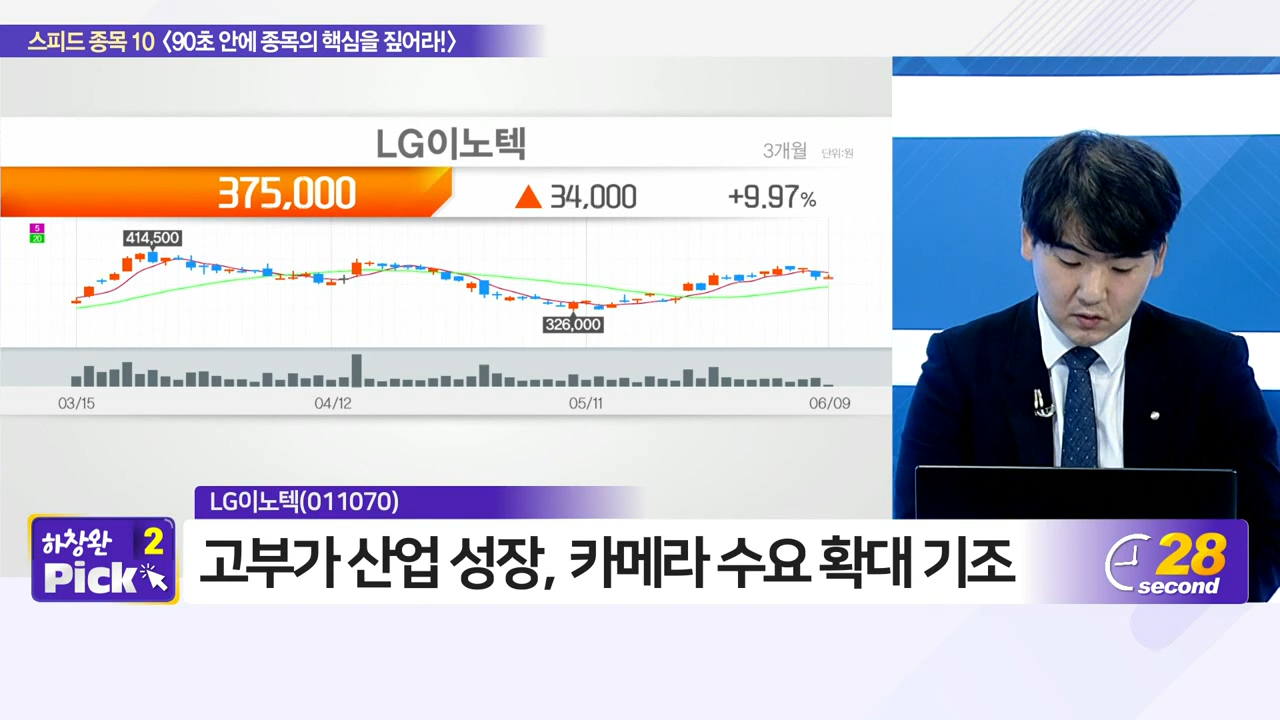 스피드 종목 10 〈90초 안에 종목의 핵심을 짚어라!〉
LG이노텍
3개월 단위:원
375,000 ▲ 34,000 +9.97%
5
20
414,500
326,000
03/15 04/12 05/11 06/09
LG이노텍(011070)
하창완 2
Pick
고부가 산업 성장, 카메라 수요 확대 기조
28
second